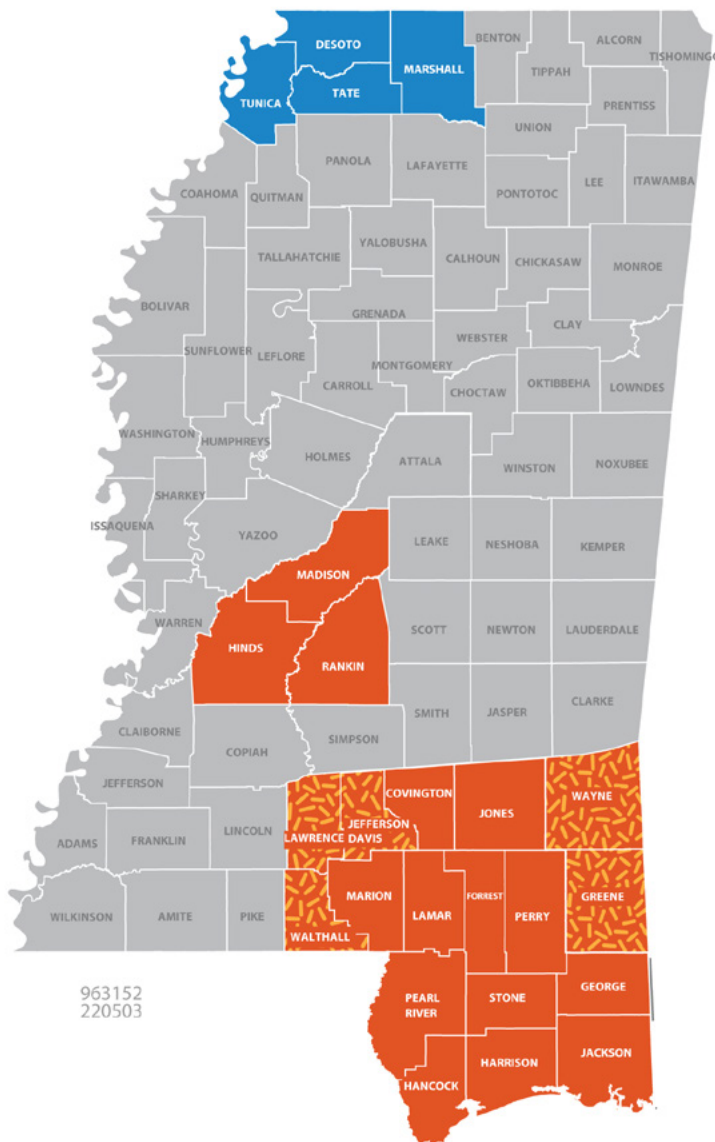 DESOTO
BENTON
ALCORN
TISHOMINGO
MARSHALL
TIPPAH
TUNICA
TATE
PRENTISS
UNION
PANOLA
LAFAYETTE
COAHOMA
QUITMAN
PONTOTOC
LEE
ITAWAMBA
TALLAHATCHIE
YALOBUSHA
CALHOUN
CHICKASAW
MONROE
BOLIVAR
GRENADA
CLAY
SUNFLOWER
LEFLORE
WEBSTER
MONTGOMERY
CARROLL
CHOCTAW
OKTIBBEHA
LOWNDES
WASHINGTON
HUMPHREYS
HOLMES
ATTALA
WINSTON
NOXUBEE
SHARKEY
ISSAQUENA
YAZOO
LEAKE
NESHOBA
KEMPER
MADISON
WARREN
HINDS
RANKIN
SCOTT
NEWTON
LAUDERDALE
CLAIBORNE
COPIAH
SIMPSON
SMITH
JASPER
CLARKE
JEFFERSON
COVINGTON
WAYNE
JONES
ADAMS
FRANKLIN
LINCOLN
LAWRENCE
JEFFERSON
DAVIS
WILKINSON
AMITE
PIKE
WALTHALL
MARION
LAMAR
FORREST
PERRY
GREENE
963152
220503
PEARL
RIVER
STONE
GEORGE
HANCOCK
HARRISON
JACKSON